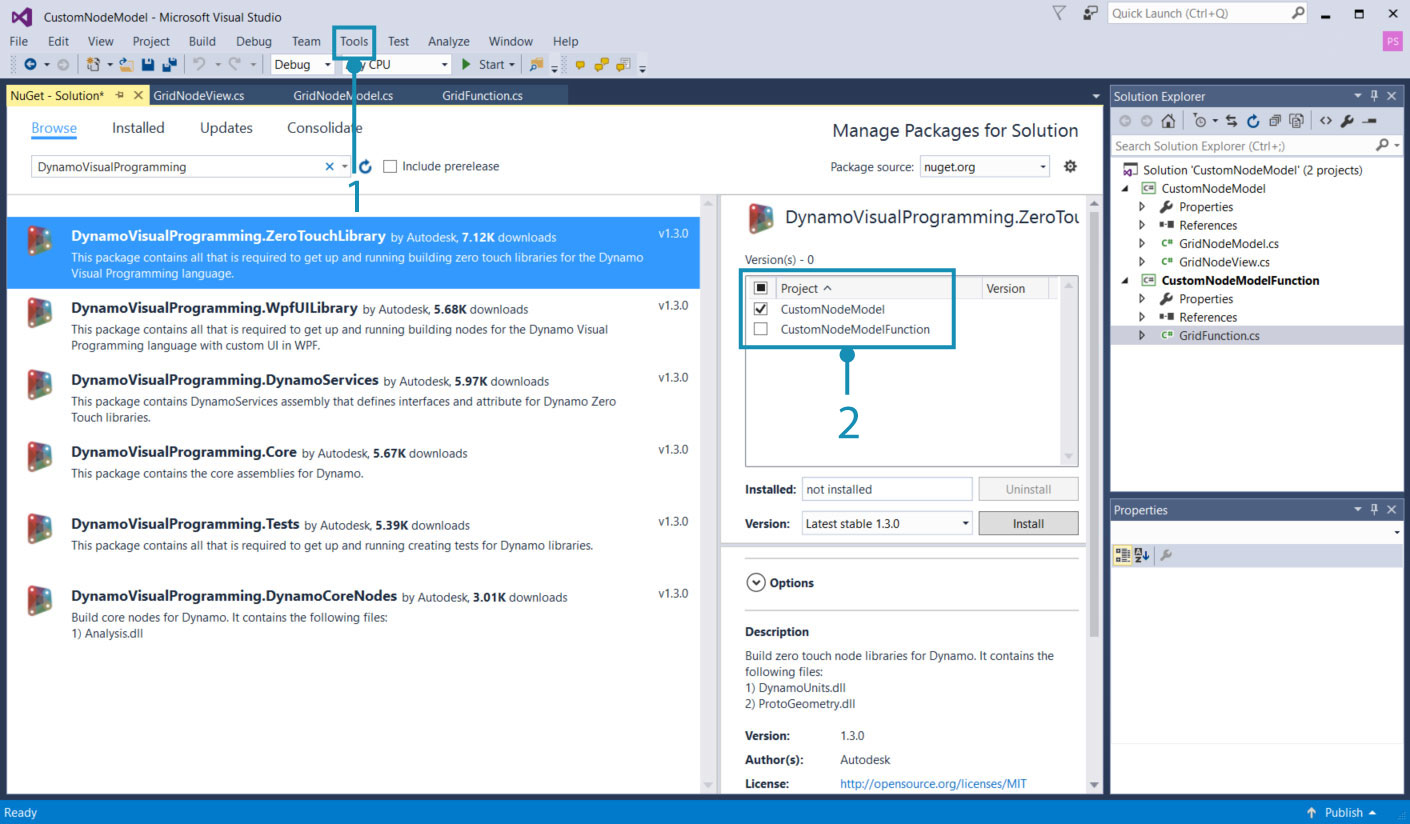 CustomNodeModel - Microsoft Visual Studio
Quick Launch (Ctrl+Q)
File Edit View Project Build Debug Team Tools Test Analyze Window Help
PS
Debug CPU Start
NuGet - Solution* GridNodeView.cs GridNodeModel.cs GridFunction.cs
Browse Installed Updates Consolidate
Manage Packages for Solution
DynamoVisualProgramming
Include prerelease
Package source: nuget.org
1
DynamoVisualProgramming.ZeroTouchLibrary by Autodesk, 7.12K downloads v1.3.0
This package contains all that is required to get up and running building zero touch libraries for the Dynamo
Visual Programming language.
DynamoVisualProgramming.WpfUILibrary by Autodesk, 5.68K downloads v1.3.0
This package contains all that is required to get up and running building nodes for the Dynamo Visual
Programming language with custom UI in WPF.
DynamoVisualProgramming.DynamoServices by Autodesk, 5.97K downloads v1.3.0
This package contains DynamoServices assembly that defines interfaces and attribute for Dynamo Zero
Touch libraries.
DynamoVisualProgramming.Core by Autodesk, 5.67K downloads v1.3.0
This package contains the core assemblies for Dynamo.
DynamoVisualProgramming.Tests by Autodesk, 5.39K downloads v1.3.0
This package contains all that is required to get up and running creating tests for Dynamo libraries.
DynamoVisualProgramming.DynamoCoreNodes by Autodesk, 3.01K downloads v1.3.0
Build core nodes for Dynamo. It contains the following files:
1) Analysis.dll
DynamoVisualProgramming.ZeroTou
Version(s) - 0
Project Version
CustomNodeModel
CustomNodeModelFunction
2
Installed: not installed Uninstall
Version: Latest stable 1.3.0 Install
Options
Description
Build zero touch node libraries for Dynamo. It contains the
following files:
1) DynamoUnits.dll
2) ProtoGeometry.dll
Version: 1.3.0
Author(s): Autodesk
License: http://opensource.org/licenses/MIT
Solution Explorer
Search Solution Explorer (Ctrl+;)
Solution 'CustomNodeModel' (2 projects)
CustomNodeModel
Properties
References
C# GridNodeModel.cs
C# GridNodeView.cs
CustomNodeModelFunction
Properties
References
C# GridFunction.cs
Properties
Ready
Publish